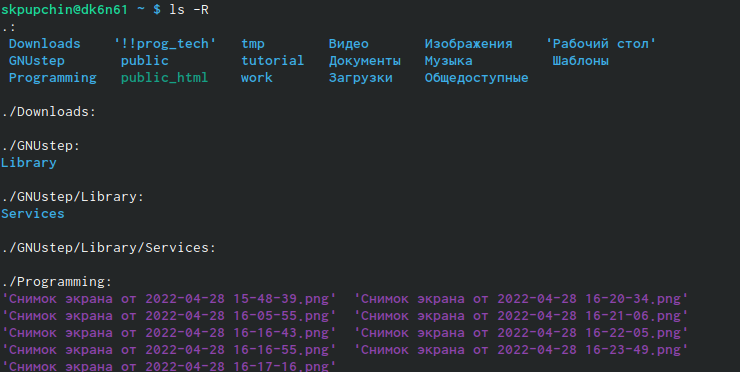 skpupchin@dk6n61 ~ $ ls -R
.:
Downloads '!!prog_tech' tmp Видео Изображения 'Рабочий стол'
GNUstep public tutorial Документы Музыка Шаблоны
Programming public_html work Загрузки Общедоступные
./Downloads:
./GNUstep:
Library
./GNUstep/Library:
Services
./GNUstep/Library/Services:
./Programming:
'Снимок экрана от 2022-04-28 15-48-39.png' 'Снимок экрана от 2022-04-28 16-20-34.png'
'Снимок экрана от 2022-04-28 16-05-55.png' 'Снимок экрана от 2022-04-28 16-21-06.png'
'Снимок экрана от 2022-04-28 16-16-43.png' 'Снимок экрана от 2022-04-28 16-22-05.png'
'Снимок экрана от 2022-04-28 16-16-55.png' 'Снимок экрана от 2022-04-28 16-23-49.png'
'Снимок экрана от 2022-04-28 16-17-16.png'